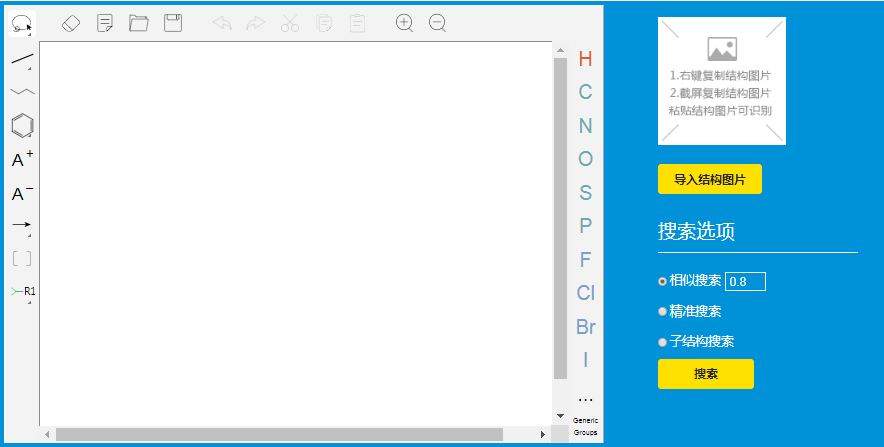 A+
A−
R1
H
C
N
O
S
P
F
Cl
Br
I
...
Generic
Groups
1.右键复制结构图片
2.截屏复制结构图片
粘贴结构图片可识别
导入结构图片
搜索选项
相似搜索 0.8
精准搜索
子结构搜索
搜索